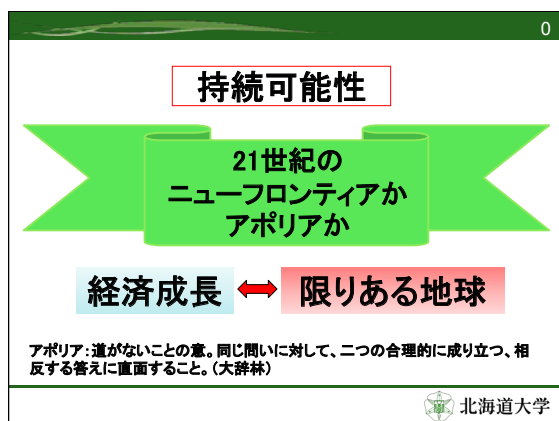 0
持続可能性
21世紀の
ニューフロンティアか
アポリアか
経済成長
限りある地球
アポリア：道がないことの意。同じ問いに対して、二つの合理的に成り立つ、相
反する答えに直面すること。（大辞林）
北海道大学